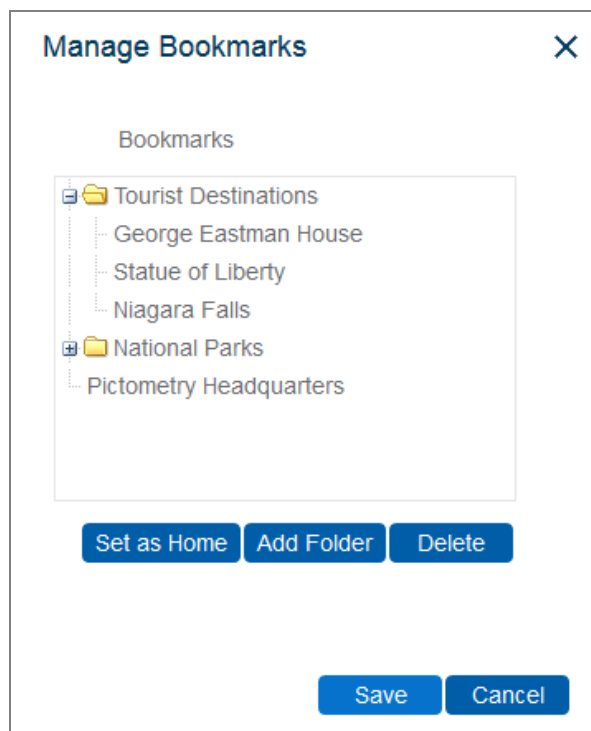 Manage Bookmarks
Bookmarks
Tourist Destinations
George Eastman House
Statue of Liberty
Niagara Falls
National Parks
Pictometry Headquarters
Set as Home Add Folder Delete
Save Cancel